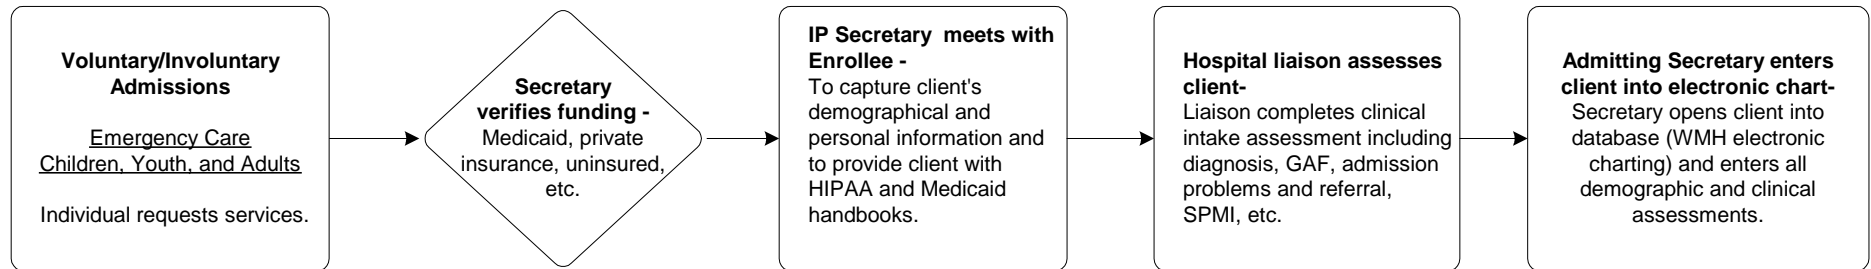 Voluntary/Involuntary
Admissions
Emergency Care
Children, Youth, and Adults
Individual requests services.
Secretary
verifies funding -
Medicaid, private
insurance, uninsured,
etc.
IP Secretary  meets with
Enrollee -
To capture client's
demographical and
personal information and
to provide client with
HIPAA and Medicaid
handbooks.
Hospital liaison assesses
client-
Liaison completes clinical
intake assessment including
diagnosis, GAF, admission
problems and referral,
SPMI, etc.
Admitting Secretary enters
client into electronic chart-
Secretary opens client into
database (WMH electronic
charting) and enters all
demographic and clinical
assessments.